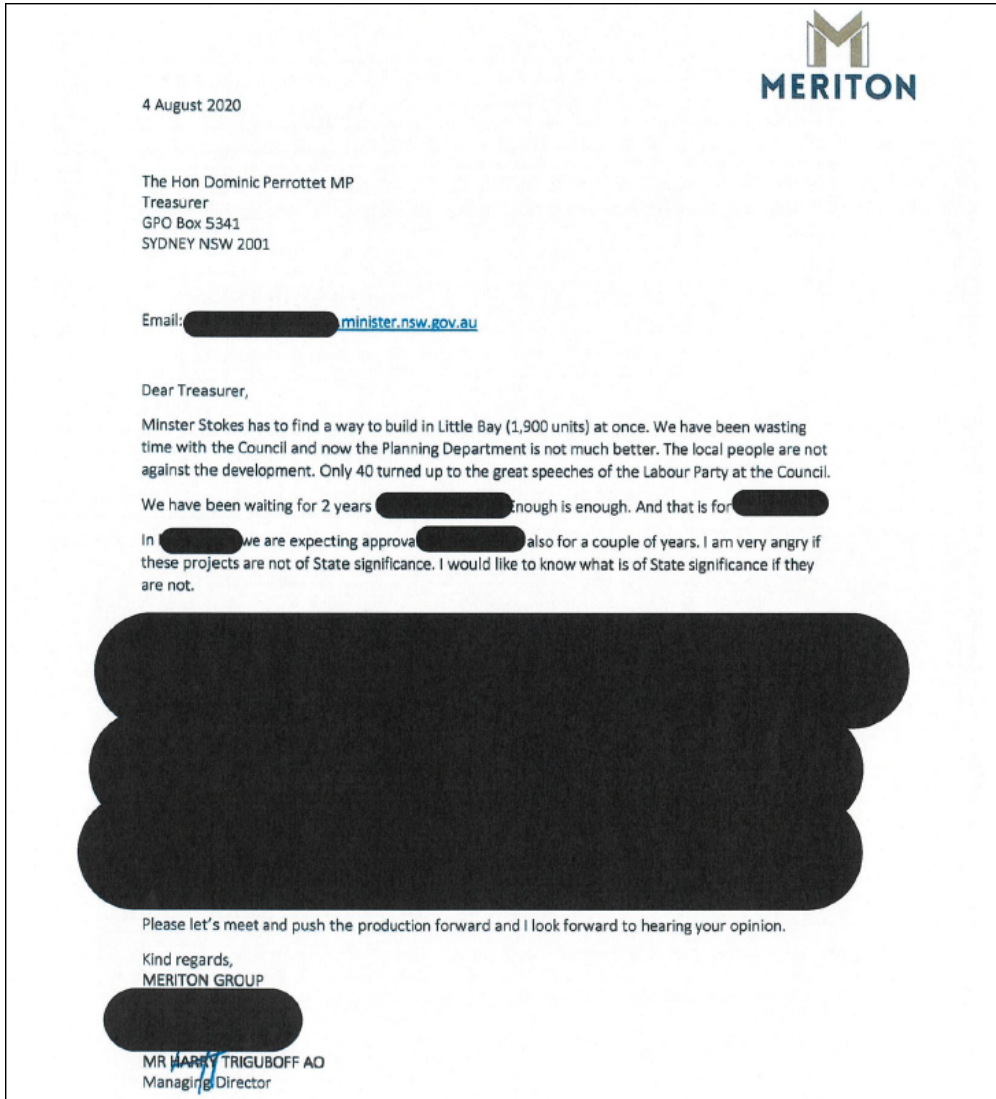 MERITON
4 August 2020
The Hon Dominic Perrottet MP
Treasurer
GPO Box 5341
SYDNEY NSW 2001
Email: minister.nsw.gov.au
Dear Treasurer,
Minster Stokes has to find a way to build in Little Bay (1,900 units) at once. We have been wasting
time with the Council and now the Planning Department is not much better. The local people are not
against the development. Only 40 turned up to the great speeches of the Labour Party at the Council.
We have been waiting for 2 years Enough is enough. And that is for
In we are expecting approval also for a couple of years. I am very angry if
these projects are not of State significance. I would like to know what is of State significance if they
are not.
Please let's meet and push the production forward and I look forward to hearing your opinion.
Kind regards,
MERITON GROUP
MR HARRY TRIGUBOFF AO
Managing Director